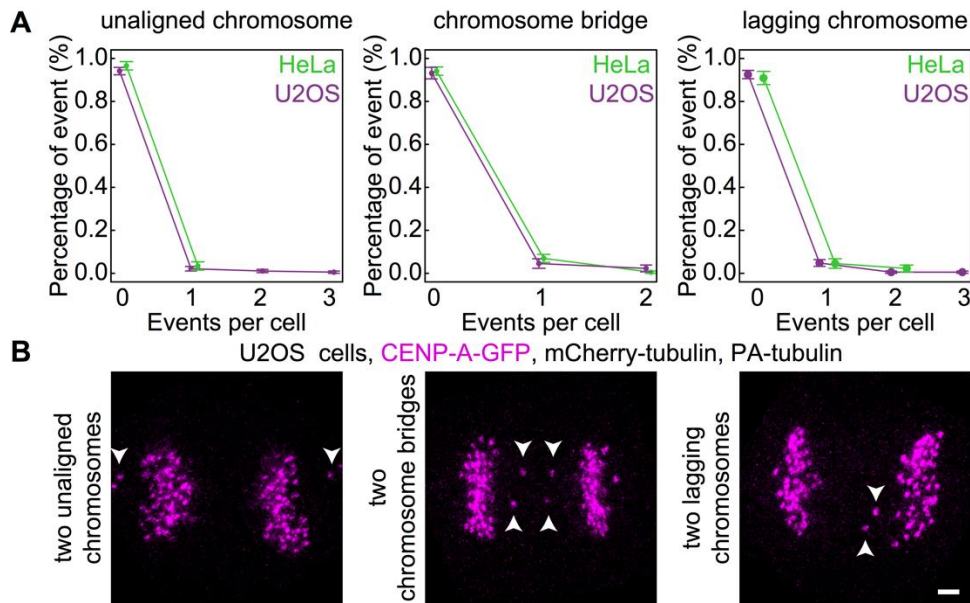 A
unaligned chromosome
Percentage of event (%)
1.0
0.8
0.6
0.4
0.2
0.0
HeLa
U2OS
0 1 2 3
Events per cell
chromosome bridge
Percentage of event (%)
1.0
0.8
0.6
0.4
0.2
0.0
HeLa
U2OS
0 1 2
Events per cell
lagging chromosome
Percentage of event (%)
1.0
0.8
0.6
0.4
0.2
0.0
HeLa
U2OS
0 1 2 3
Events per cell
B
U2OS cells, CENP-A-GFP, mCherry-tubulin, PA-tubulin
two unaligned
chromosomes
two
chromosome bridges
two lagging
chromosomes